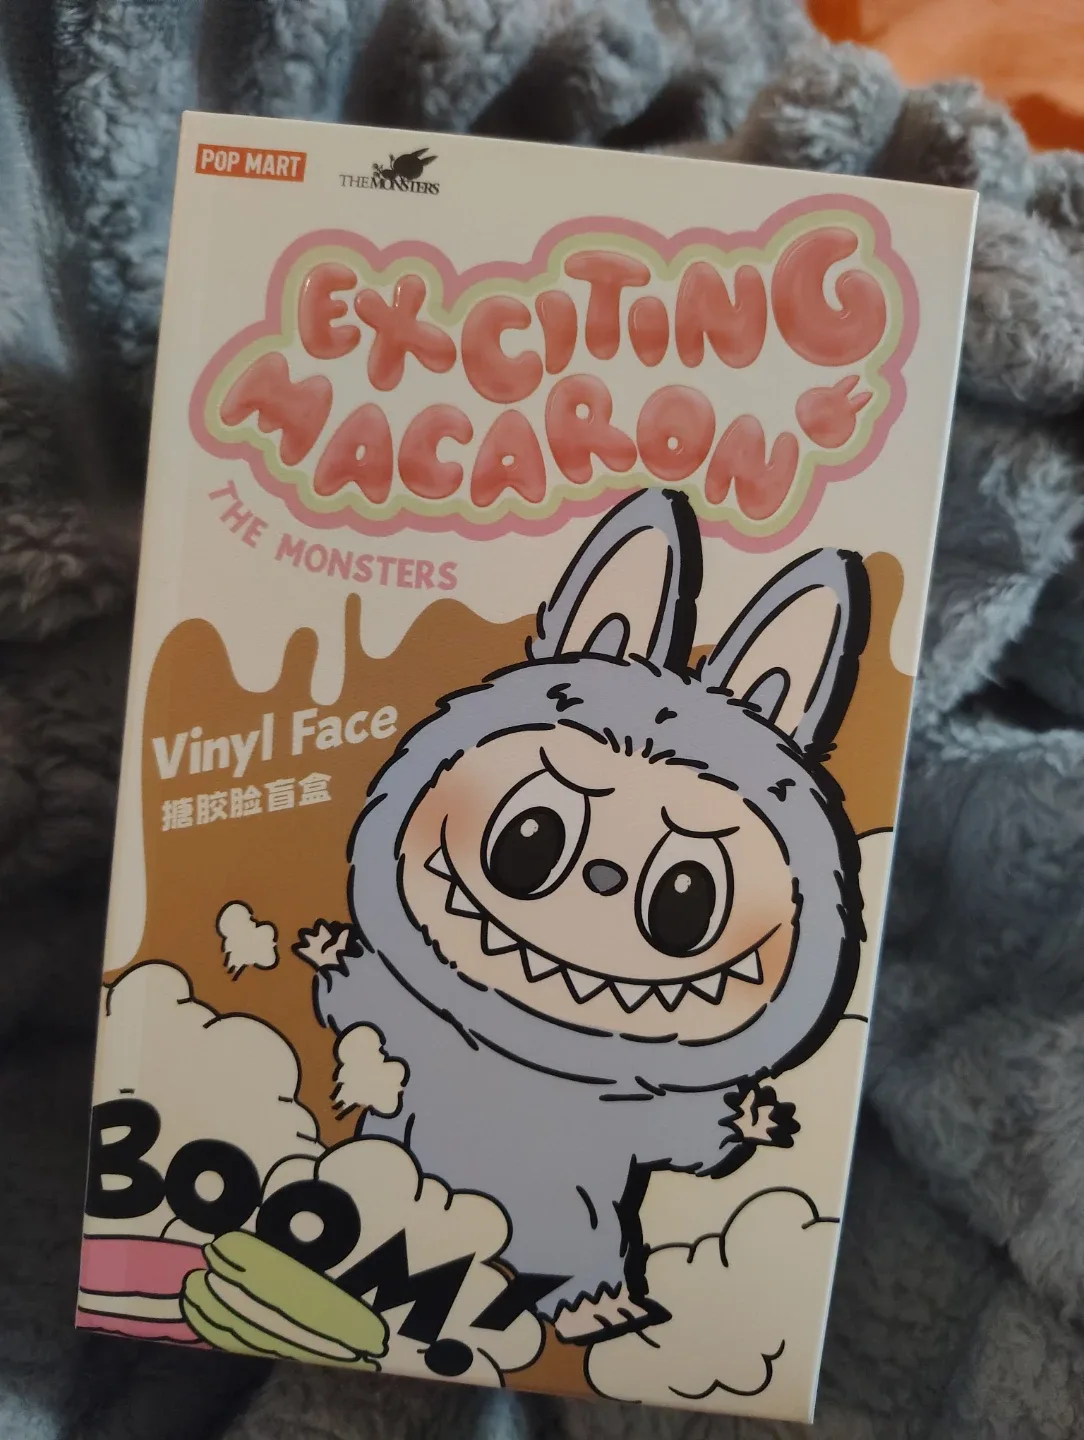 POP MART
THE MONSTERS
EXCITING
MACARON
THE MONSTERS
Vinyl Face
搪胶脸盲盒
BOOM!